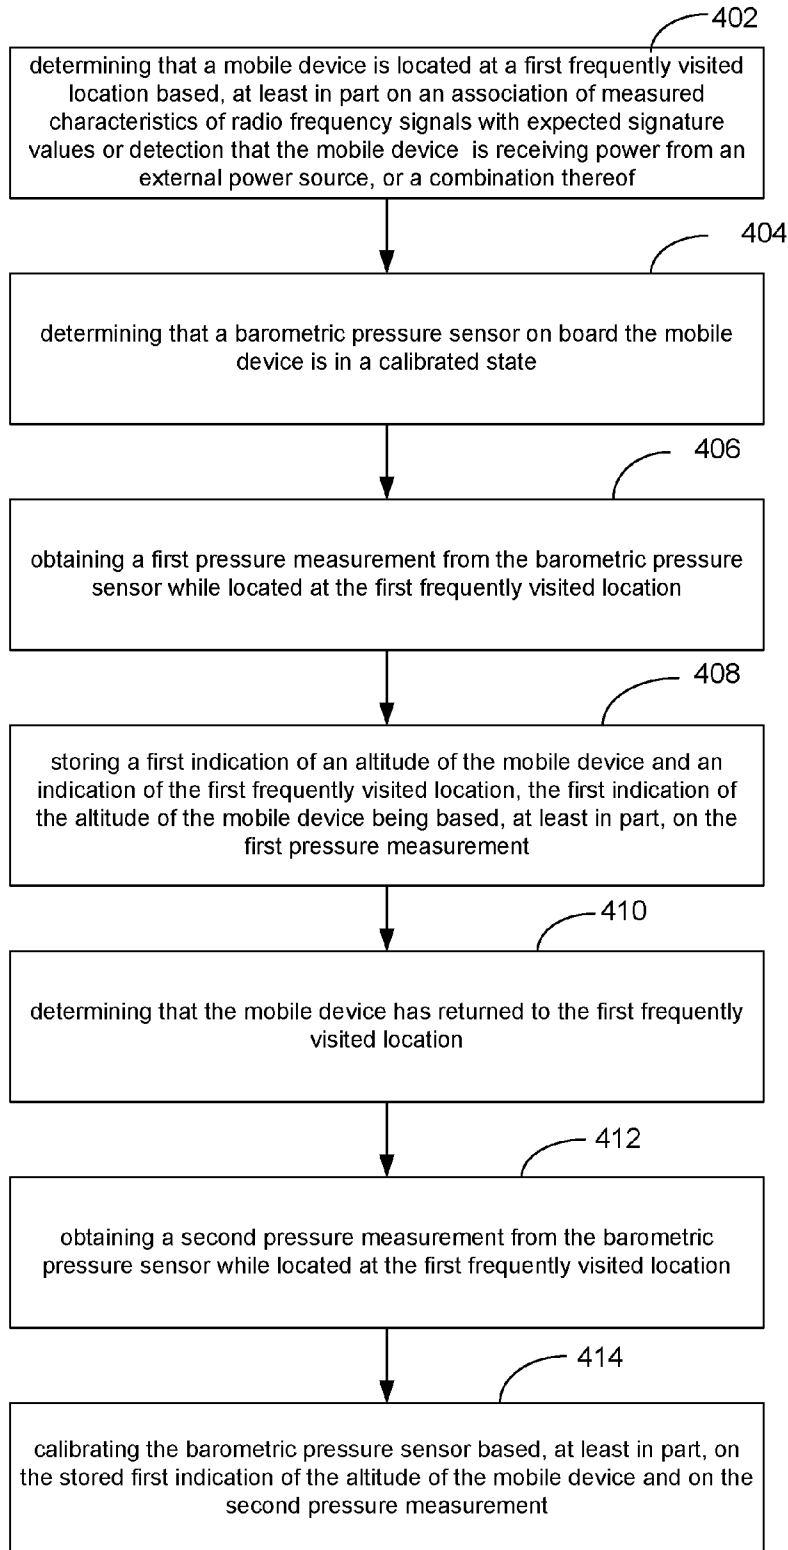 402
determining that a mobile device is located at a first frequently visited
location based, at least in part on an association of measured
characteristics of radio frequency signals with expected signature
values or detection that the mobile device is receiving power from an
external power source, or a combination thereof
404
determining that a barometric pressure sensor on board the mobile
device is in a calibrated state
406
obtaining a first pressure measurement from the barometric pressure
sensor while located at the first frequently visited location
408
storing a first indication of an altitude of the mobile device and an
indication of the first frequently visited location, the first indication of
the altitude of the mobile device being based, at least in part, on the
first pressure measurement
410
determining that the mobile device has returned to the first frequently
visited location
412
obtaining a second pressure measurement from the barometric
pressure sensor while located at the first frequently visited location
414
calibrating the barometric pressure sensor based, at least in part, on
the stored first indication of the altitude of the mobile device and on the
second pressure measurement